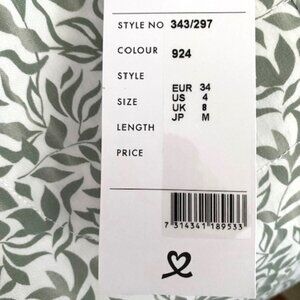 STYLE NO 343/297
COLOUR 924
STYLE
SIZE EUR 34
US 4
UK 8
JP M
LENGTH
PRICE
7 314341 189533